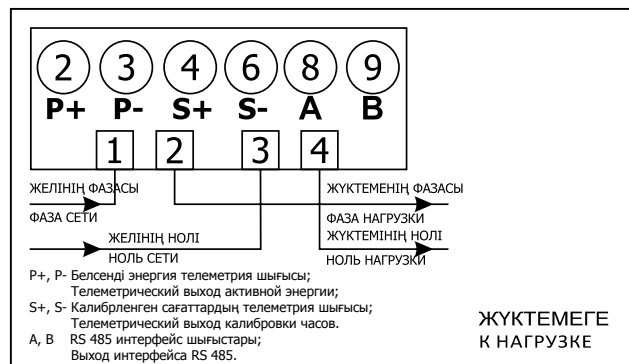 2 3 4 6 8 9
P+ P- S+ S- A B
1 2 3 4
ЖЕЛІНІҢ ФАЗАСЫ
ФАЗА СЕТИ
ЖҮКТЕМЕНІҢ ФАЗАСЫ
ФАЗА НАГРУЗКИ
ЖЕЛІНІҢ НОЛІ
НОЛЬ СЕТИ
ЖҮКТЕМІНІҢ НОЛІ
НОЛЬ НАГРУЗКИ
P+, P- Белсенді энергия телеметрия шығысы;
Телеметрический выход активной энергии;
S+, S- Калибрленген сағаттардың телеметрия шығысы;
Телеметрический выход калибровки часов.
A, B RS 485 интерфейс шығыстары;
Выход интерфейса RS 485.
ЖҮКТЕМЕГЕ
К НАГРУЗКЕ